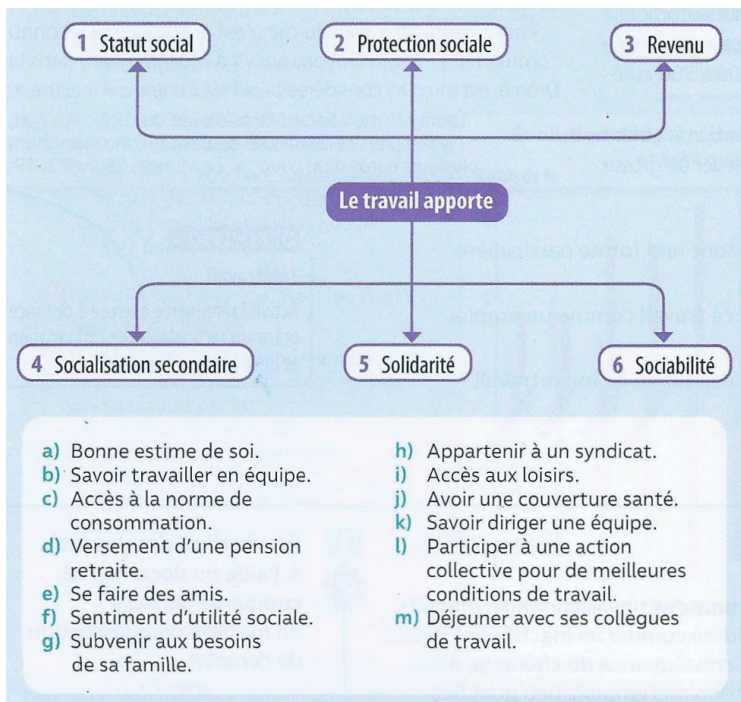 1 Statut social
2 Protection sociale
3 Revenu
Le travail apporte
4 Socialisation secondaire
5 Solidarité
6 Sociabilité
a) Bonne estime de soi.
b) Savoir travailler en équipe.
c) Accès à la norme de
consommation.
d) Versement d'une pension
retraite.
e) Se faire des amis.
f) Sentiment d'utilité sociale.
g) Subvenir aux besoins
de sa famille.
h) Appartenir à un syndicat.
i) Accès aux loisirs.
j) Avoir une couverture santé.
k) Savoir diriger une équipe.
l) Participer à une action
collective pour de meilleures
conditions de travail.
m) Déjeuner avec ses collègues
de travail.